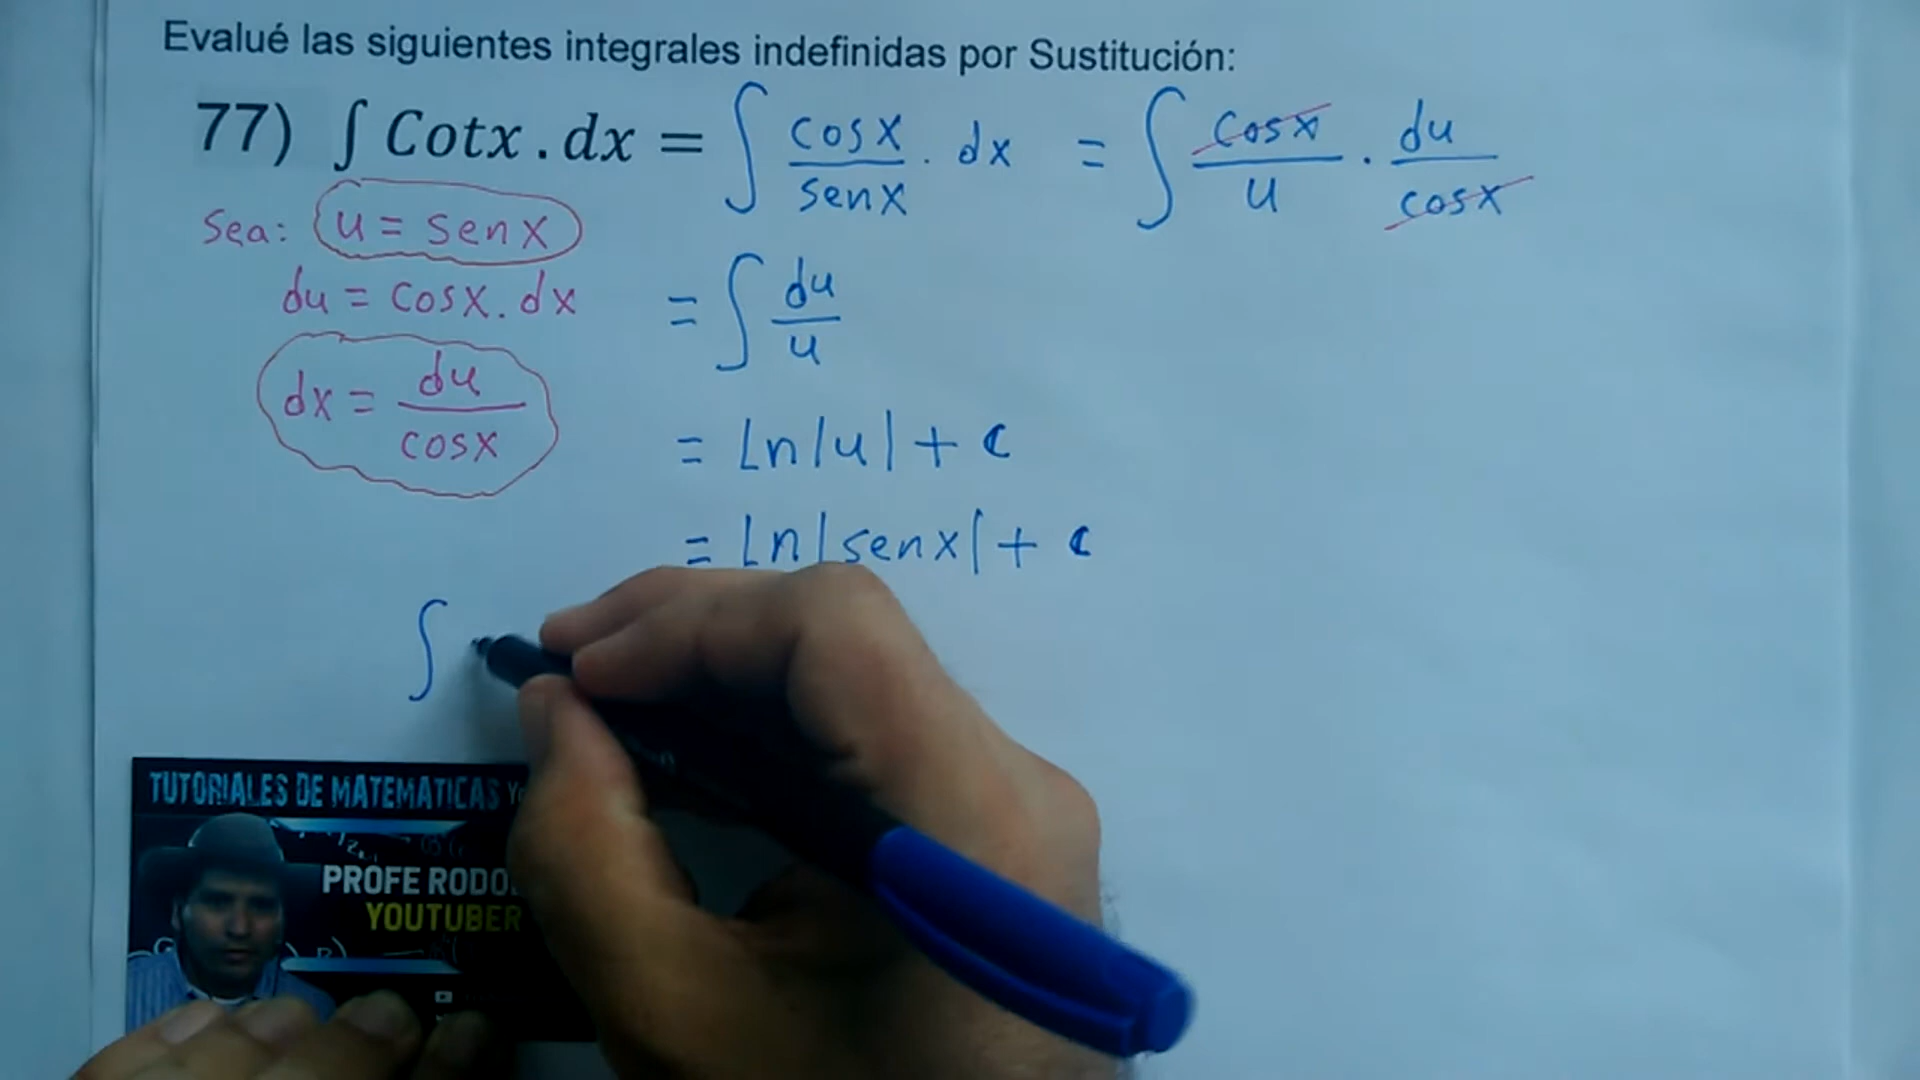 Evalué las siguientes integrales indefinidas por Sustitución:
77) ∫ Cotx . dx = ∫ cosx/senx . dx = ∫ cosx/u . du/cosx
Sea: u = senx
du = cosx . dx
= ∫ du/u
dx = du/cosx
= Ln|u| + c
= Ln|senx| + c
∫
TUTORIALES DE MATEMATICAS
PROFE
YOUTUBER